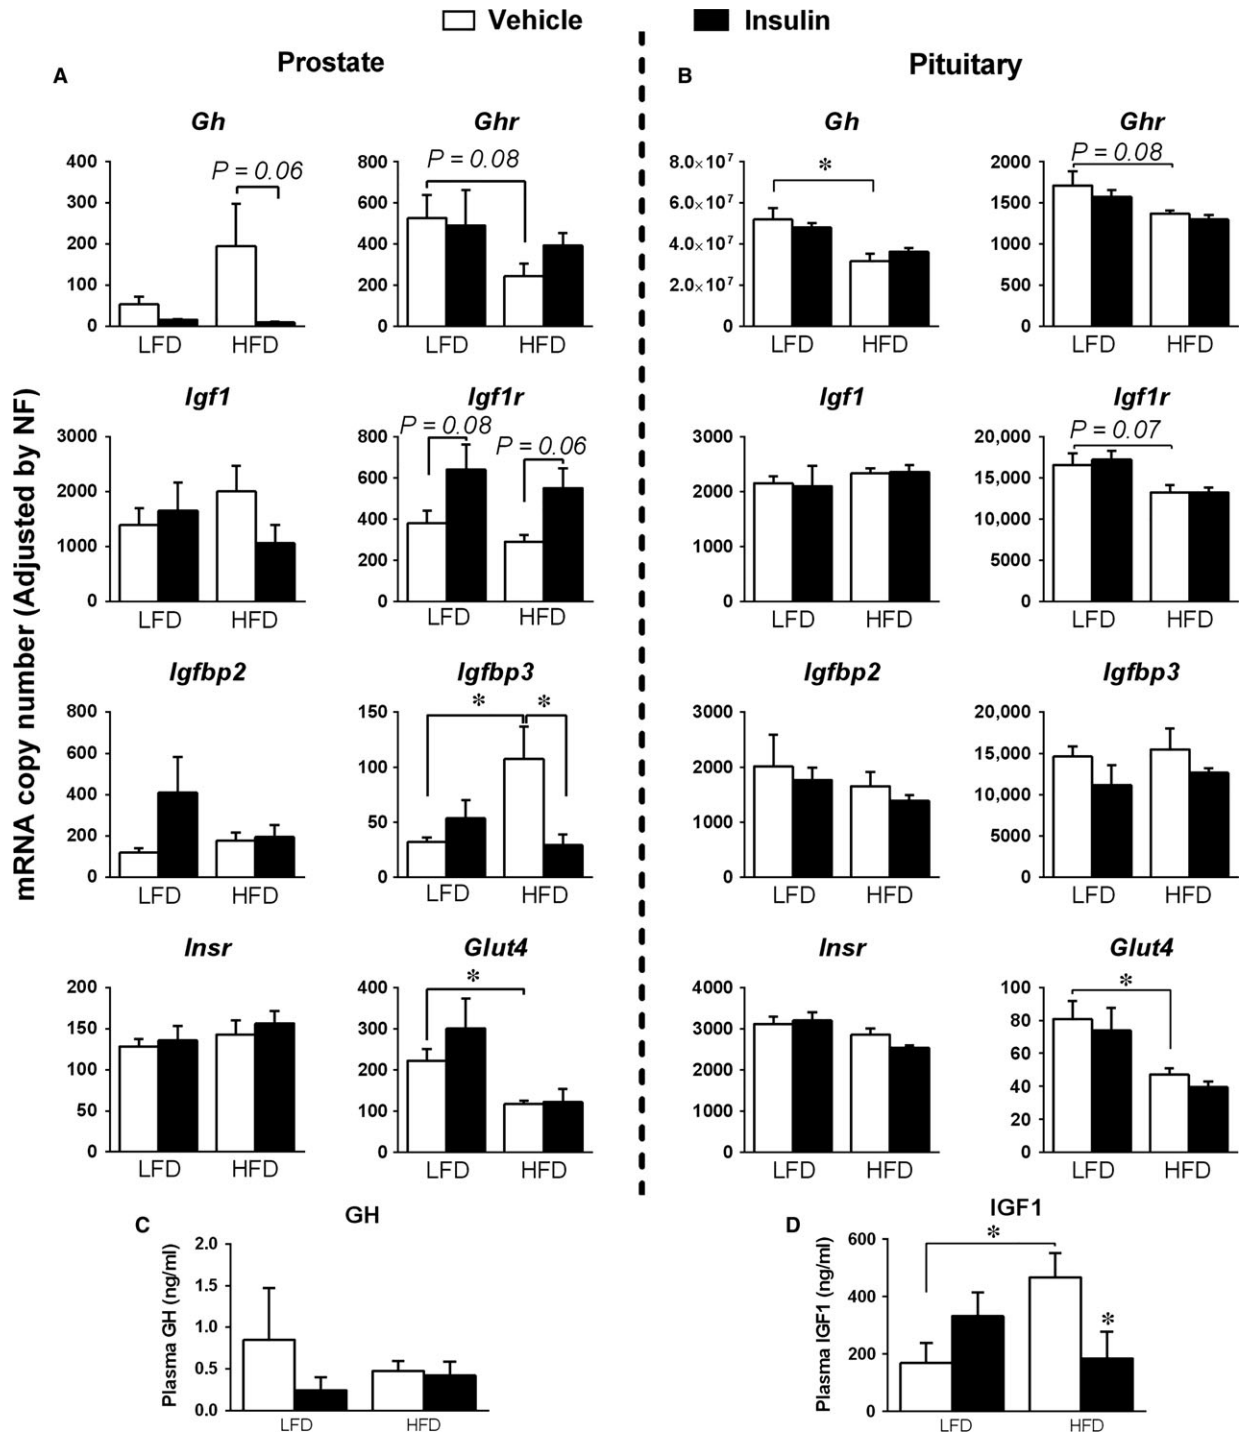 Vehicle Insulin
A Prostate
B Pituitary
mRNA copy number (Adjusted by NF)
Gh
400
300
200
100
0
P = 0.06
LFD HFD
Ghr
800
600
400
200
0
P = 0.08
LFD HFD
Igf1
3000
2000
1000
0
LFD HFD
Igf1r
800
600
400
200
0
P = 0.08
P = 0.06
LFD HFD
Igfbp2
800
600
400
200
0
LFD HFD
Igfbp3
150
100
50
0
* *
LFD HFD
Insr
200
150
100
50
0
LFD HFD
Glut4
400
300
200
100
0
*
LFD HFD
Gh
8.0×10⁷
6.0×10⁷
4.0×10⁷
2.0×10⁷
0
*
LFD HFD
Ghr
2000
1500
1000
500
0
P = 0.08
LFD HFD
Igf1
3000
2000
1000
0
LFD HFD
Igf1r
20,000
15,000
10,000
5000
0
P = 0.07
LFD HFD
Igfbp2
3000
2000
1000
0
LFD HFD
Igfbp3
20,000
15,000
10,000
5000
0
LFD HFD
Insr
4000
3000
2000
1000
0
LFD HFD
Glut4
100
80
60
40
20
0
*
LFD HFD
C GH
Plasma GH (ng/ml)
2.0
1.5
1.0
0.5
0.0
LFD HFD
D IGF1
Plasma IGF1 (ng/ml)
600
400
200
0
*
*
LFD HFD